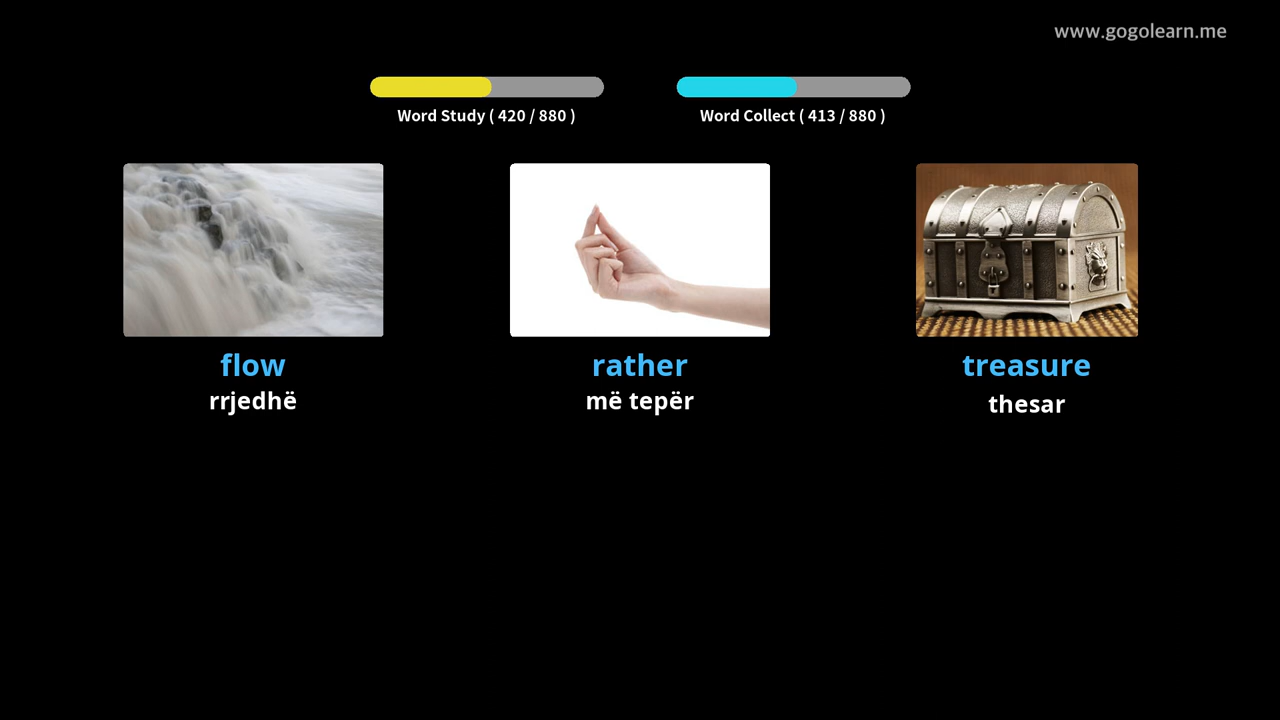 www.gogolearn.me
Word Study ( 420 / 880 )
Word Collect ( 413 / 880 )
flow
rrjedhë
rather
më tepër
treasure
thesar